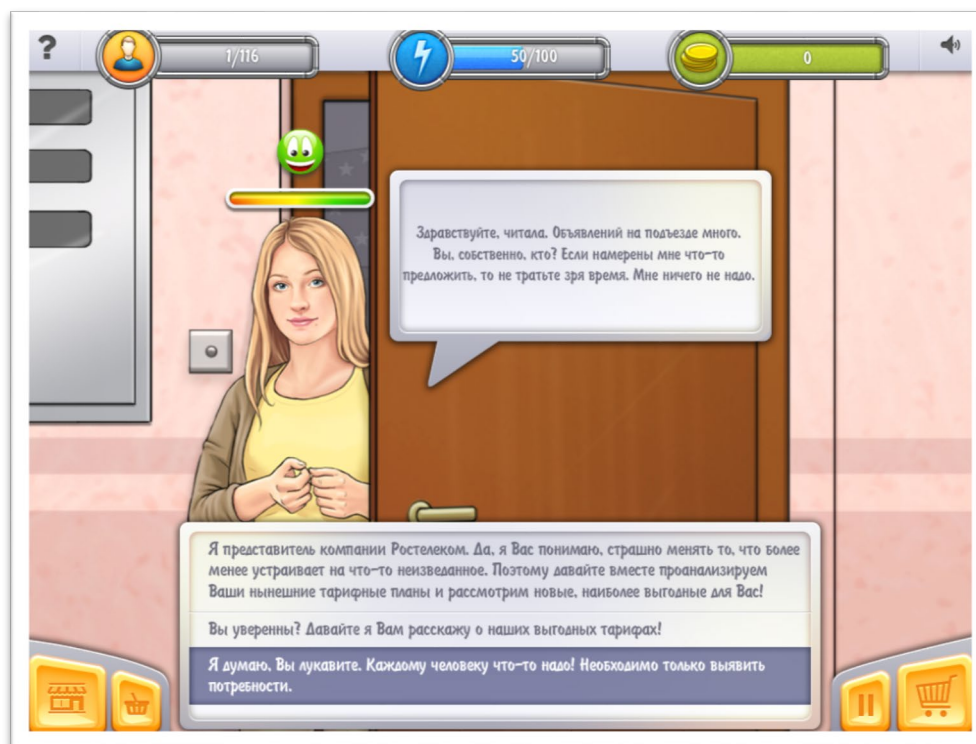 ?
1/116
50/100
0
Здравствуйте, читала. Объявлений на подъезде много.
Вы, собственно, кто? Если намерены мне что-то
предложить, то не тратьте зря время. Мне ничего не надо.
Я представитель компании Ростелеком. Да, я Вас понимаю, страшно менять то, что более
менее устраивает на что-то неизведанное. Поэтому давайте вместе проанализируем
Ваши нынешние тарифные планы и рассмотрим новые, наиболее выгодные для Вас!
Вы уверенны? Давайте я Вам расскажу о наших выгодных тарифах!
Я думаю, Вы лукавите. Каждому человеку что-то надо! Необходимо только выявить
потребности.